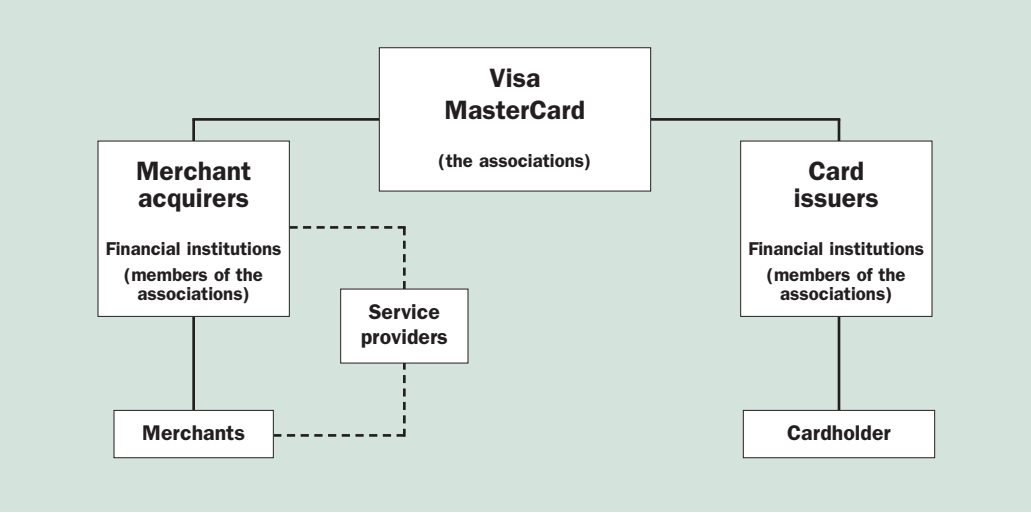 Visa
MasterCard
(the associations)
Merchant
acquirers
Financial institutions
(members of the
associations)
Card
issuers
Financial institutions
(members of the
associations)
Service
providers
Merchants
Cardholder